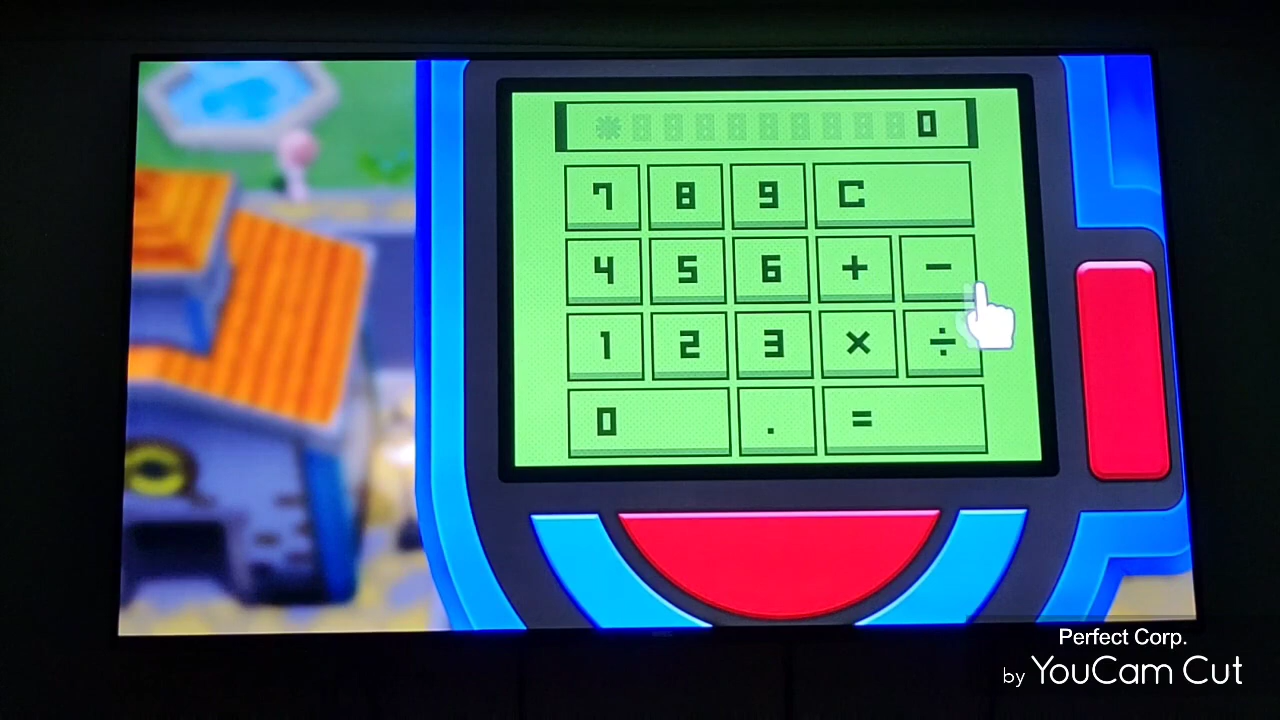 0
7 8 9 C
4 5 6 + −
1 2 3 × ÷
0 . =
Perfect Corp.
by YouCam Cut